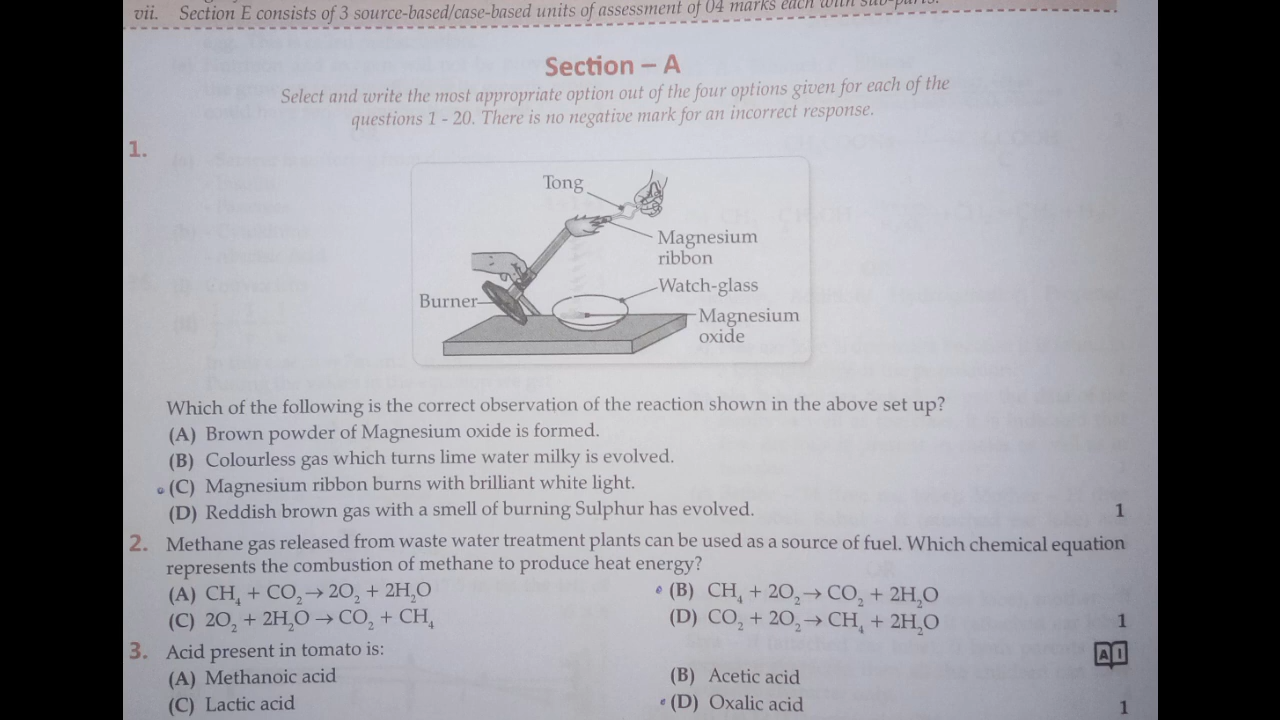 vii. Section E consists of 3 source-based/case-based units of assessment of 04 marks each with sub-parts.
Section – A
Select and write the most appropriate option out of the four options given for each of the
questions 1 - 20. There is no negative mark for an incorrect response.
1.
Tong
Magnesium
ribbon
Watch-glass
Burner
Magnesium
oxide
Which of the following is the correct observation of the reaction shown in the above set up?
(A) Brown powder of Magnesium oxide is formed.
(B) Colourless gas which turns lime water milky is evolved.
(C) Magnesium ribbon burns with brilliant white light.
(D) Reddish brown gas with a smell of burning Sulphur has evolved. 1
2. Methane gas released from waste water treatment plants can be used as a source of fuel. Which chemical equation
represents the combustion of methane to produce heat energy?
(A) CH₄ + CO₂ → 2O₂ + 2H₂O (B) CH₄ + 2O₂ → CO₂ + 2H₂O
(C) 2O₂ + 2H₂O → CO₂ + CH₄ (D) CO₂ + 2O₂ → CH₄ + 2H₂O 1
3. Acid present in tomato is: A I
(A) Methanoic acid (B) Acetic acid
(C) Lactic acid (D) Oxalic acid 1